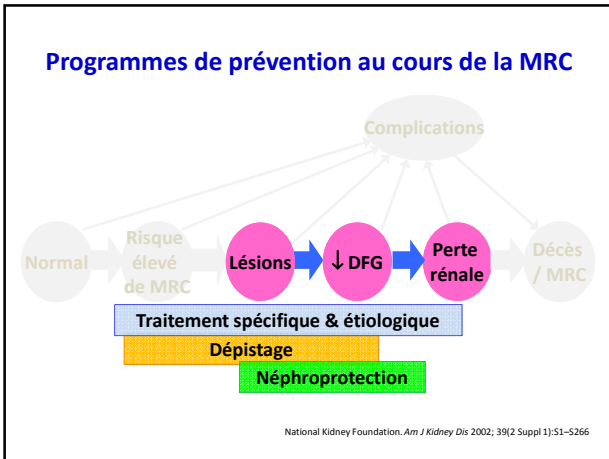 Programmes de prévention au cours de la MRC
Complications
Normal
Risque
élevé
de MRC
Lésions
↓ DFG
Perte
rénale
Décès
/ MRC
Traitement spécifique & étiologique
Dépistage
Néphroprotection
National Kidney Foundation. Am J Kidney Dis 2002; 39(2 Suppl 1):S1–S266